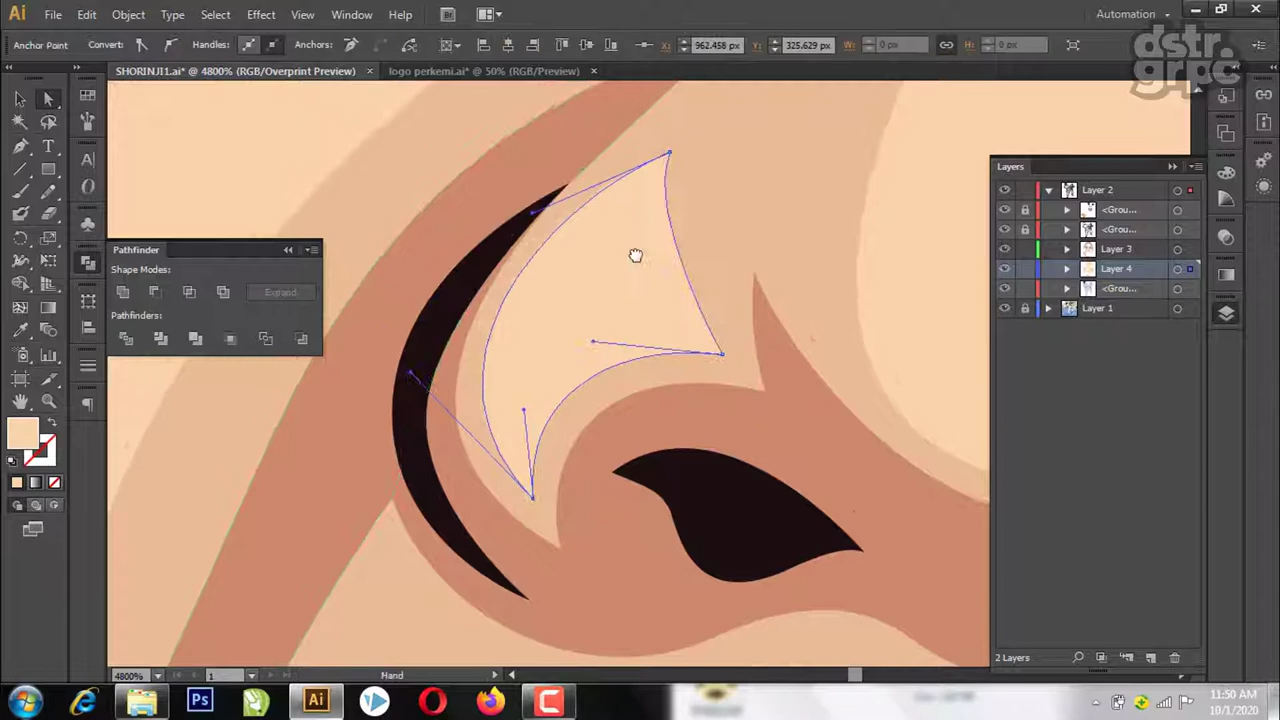 Ai File Edit Object Type Select Effect View Window Help Br Automation
Anchor Point Convert: Handles: Anchors: X: 962.458 px Y: 325.629 px W: 0 px H: 0 px
dstr.
grpc
SHORINJI1.ai* @ 4800% (RGB/Overprint Preview) × logo perkemi.ai* @ 50% (RGB/Preview) ×
Layers
Layer 2
<Grou...
<Grou...
Layer 3
Layer 4
<Grou...
Layer 1
Pathfinder
Shape Modes:
Expand
Pathfinders:
2 Layers
4800% 1 Hand
Ps Ai
11:50 AM
10/1/2020